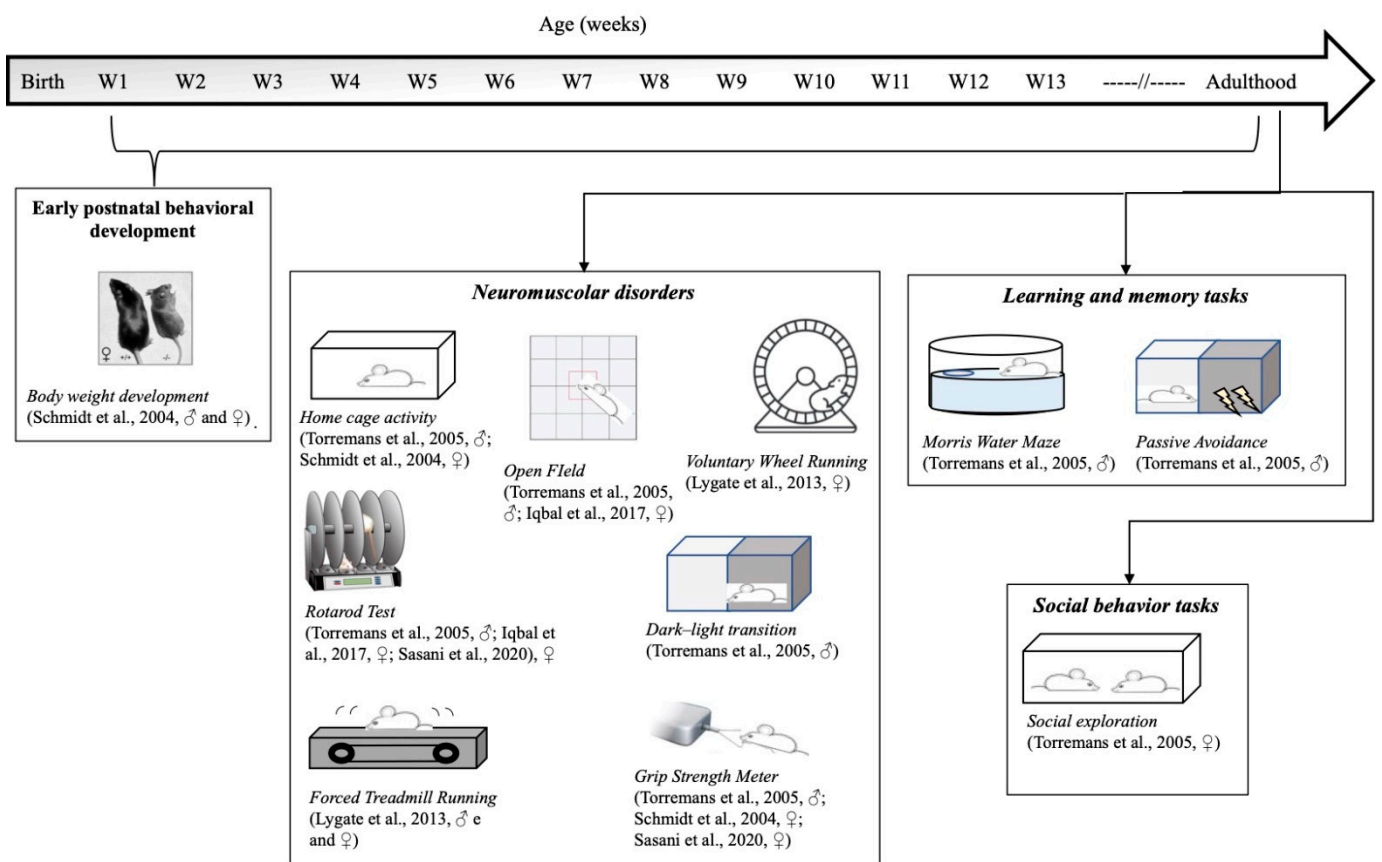 Age (weeks)
Birth W1 W2 W3 W4 W5 W6 W7 W8 W9 W10 W11 W12 W13 -----//----- Adulthood
Early postnatal behavioral
development
♀ +/+ -/-
Body weight development
(Schmidt et al., 2004, ♂ and ♀).
Neuromuscolar disorders
Home cage activity
(Torremans et al., 2005, ♂;
Schmidt et al., 2004, ♀)
Open FIeld
(Torremans et al., 2005,
♂; Iqbal et al., 2017, ♀)
Voluntary Wheel Running
(Lygate et al., 2013, ♀)
Rotarod Test
(Torremans et al., 2005, ♂; Iqbal et
al., 2017, ♀; Sasani et al., 2020), ♀
Dark–light transition
(Torremans et al., 2005, ♂)
Forced Treadmill Running
(Lygate et al., 2013, ♂ e
and ♀)
Grip Strength Meter
(Torremans et al., 2005, ♂;
Schmidt et al., 2004, ♀;
Sasani et al., 2020, ♀)
Learning and memory tasks
Morris Water Maze
(Torremans et al., 2005, ♂)
Passive Avoidance
(Torremans et al., 2005, ♂)
Social behavior tasks
Social exploration
(Torremans et al., 2005, ♀)